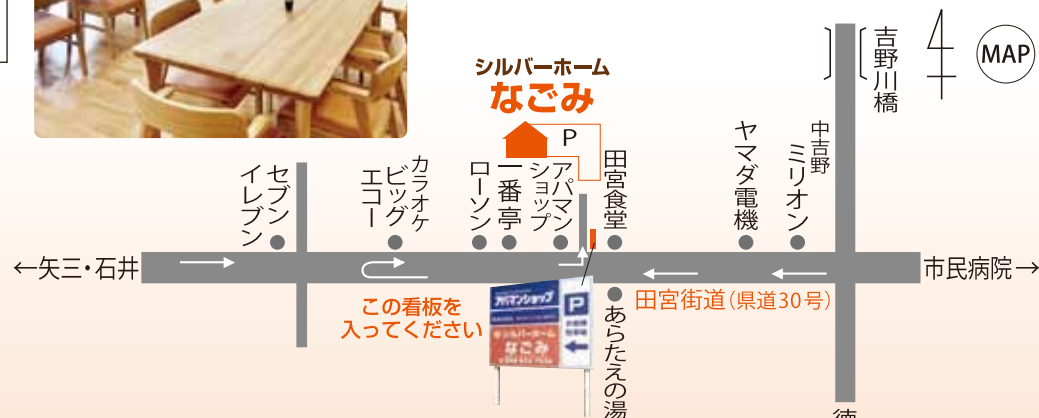 シルバーホーム
なごみ
P
MAP
吉野川橋
中吉野
ミリオン
ヤマダ電機
田宮食堂
アパマン
ショップ
一番亭
ローソン
カラオケ
ビッグ
エコー
セブン
イレブン
←矢三・石井
市民病院→
田宮街道(県道30号)
この看板を
入ってください
アパマンショップ
P
シルバーホーム
なごみ
あらたえの湯